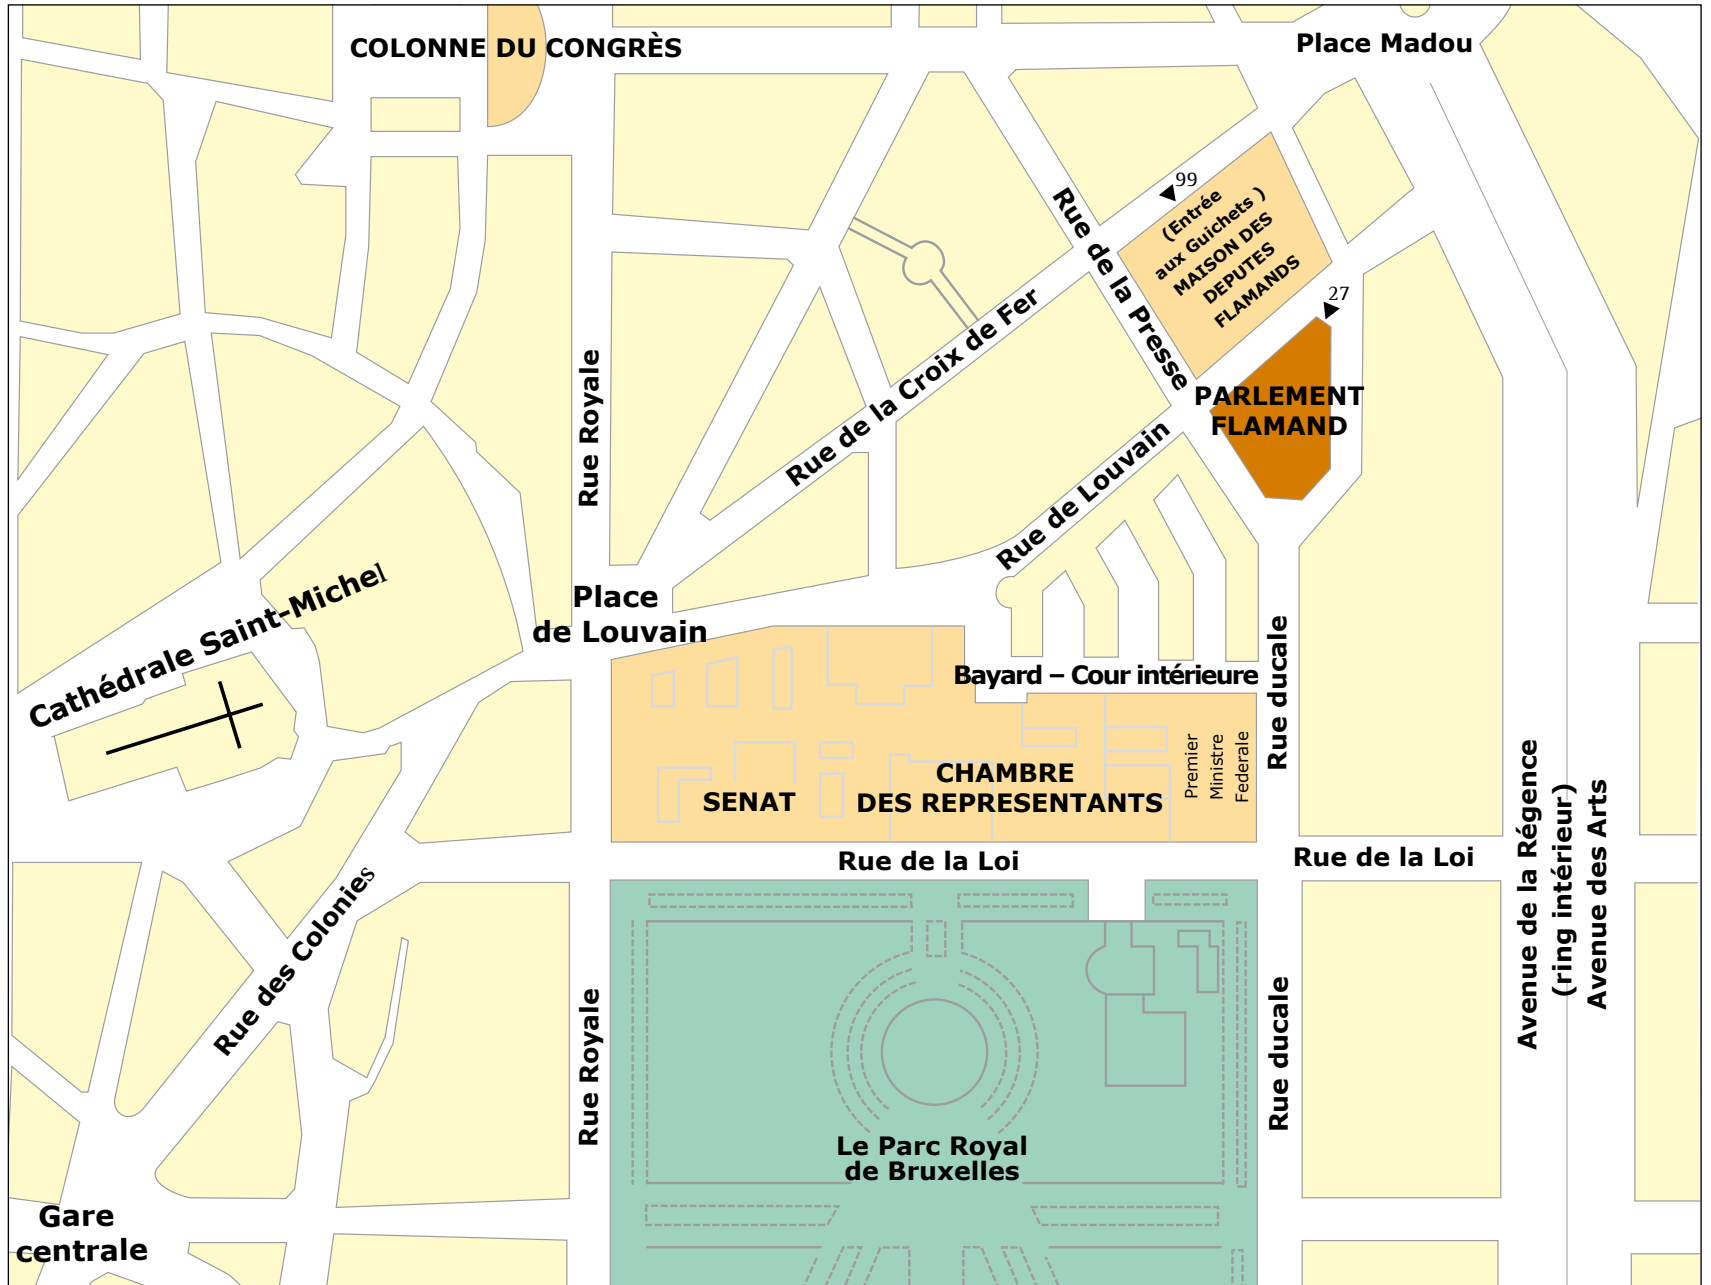 COLONNE DU CONGRÈS
Place Madou
99
(Entrée
aux Guichets )
MAISON DES
DEPUTES
FLAMANDS
27
Rue de la Presse
Rue de la Croix de Fer
Rue Royale
PARLEMENT
FLAMAND
Rue de Louvain
Cathédrale Saint-Michel
Place
de Louvain
Bayard – Cour intérieure
Rue ducale
SENAT
CHAMBRE
DES REPRESENTANTS
Premier
Ministre
Federale
Rue de la Loi
Rue de la Loi
Avenue de la Régence
(ring intérieur)
Avenue des Arts
Rue des Colonies
Rue Royale
Rue ducale
Le Parc Royal
de Bruxelles
Gare
centrale